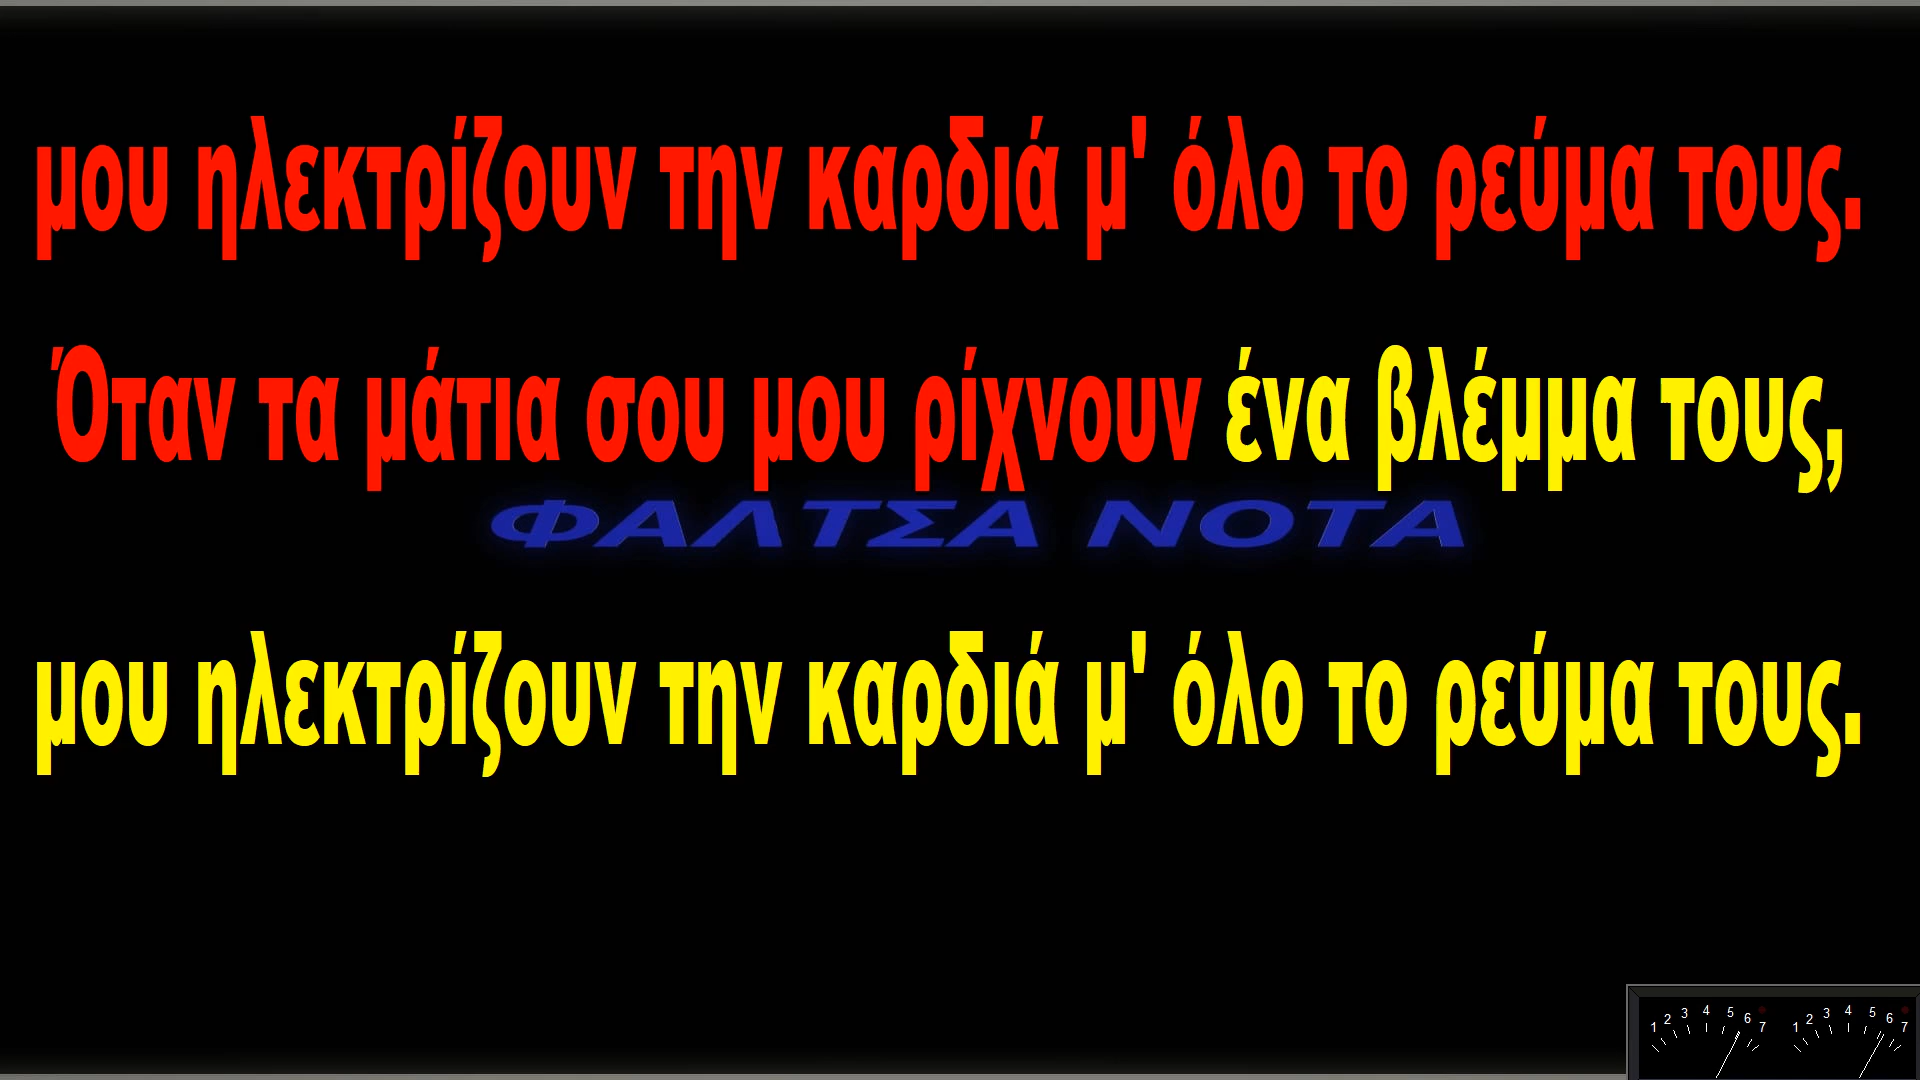 μου ηλεκτρίζουν την καρδιά μ' όλο το ρεύμα τους.
Όταν τα μάτια σου μου ρίχνουν ένα βλέμμα τους,
ΦΑΛΤΣΑ ΝΟΤΑ
μου ηλεκτρίζουν την καρδιά μ' όλο το ρεύμα τους.
1 2 3 4 5 6 7 1 2 3 4 5 6 7